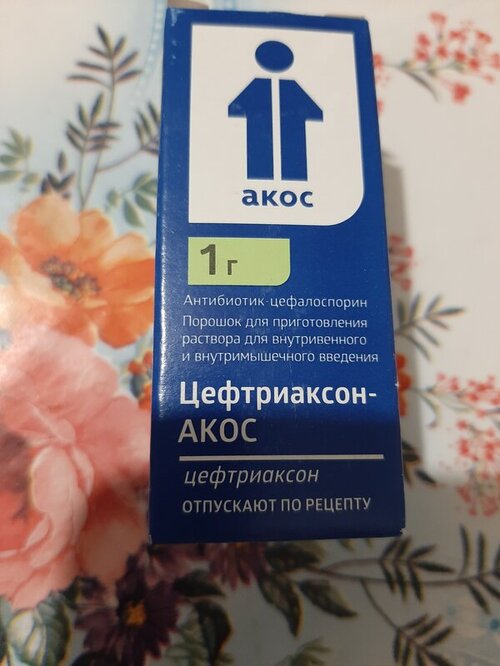 акос
1 г
Антибиотик-цефалоспорин
Порошок для приготовления
раствора для внутривенного
и внутримышечного введения
Цефтриаксон-
АКОС
цефтриаксон
ОТПУСКАЮТ ПО РЕЦЕПТУ